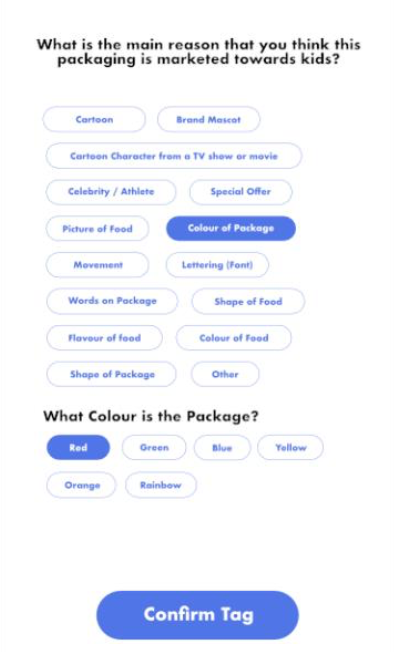 What is the main reason that you think this
packaging is marketed towards kids?
Cartoon Brand Mascot
Cartoon Character from a TV show or movie
Celebrity / Athlete Special Offer
Picture of Food Colour of Package
Movement Lettering (Font)
Words on Package Shape of Food
Flavour of food Colour of Food
Shape of Package Other
What Colour is the Package?
Red Green Blue Yellow
Orange Rainbow
Confirm Tag